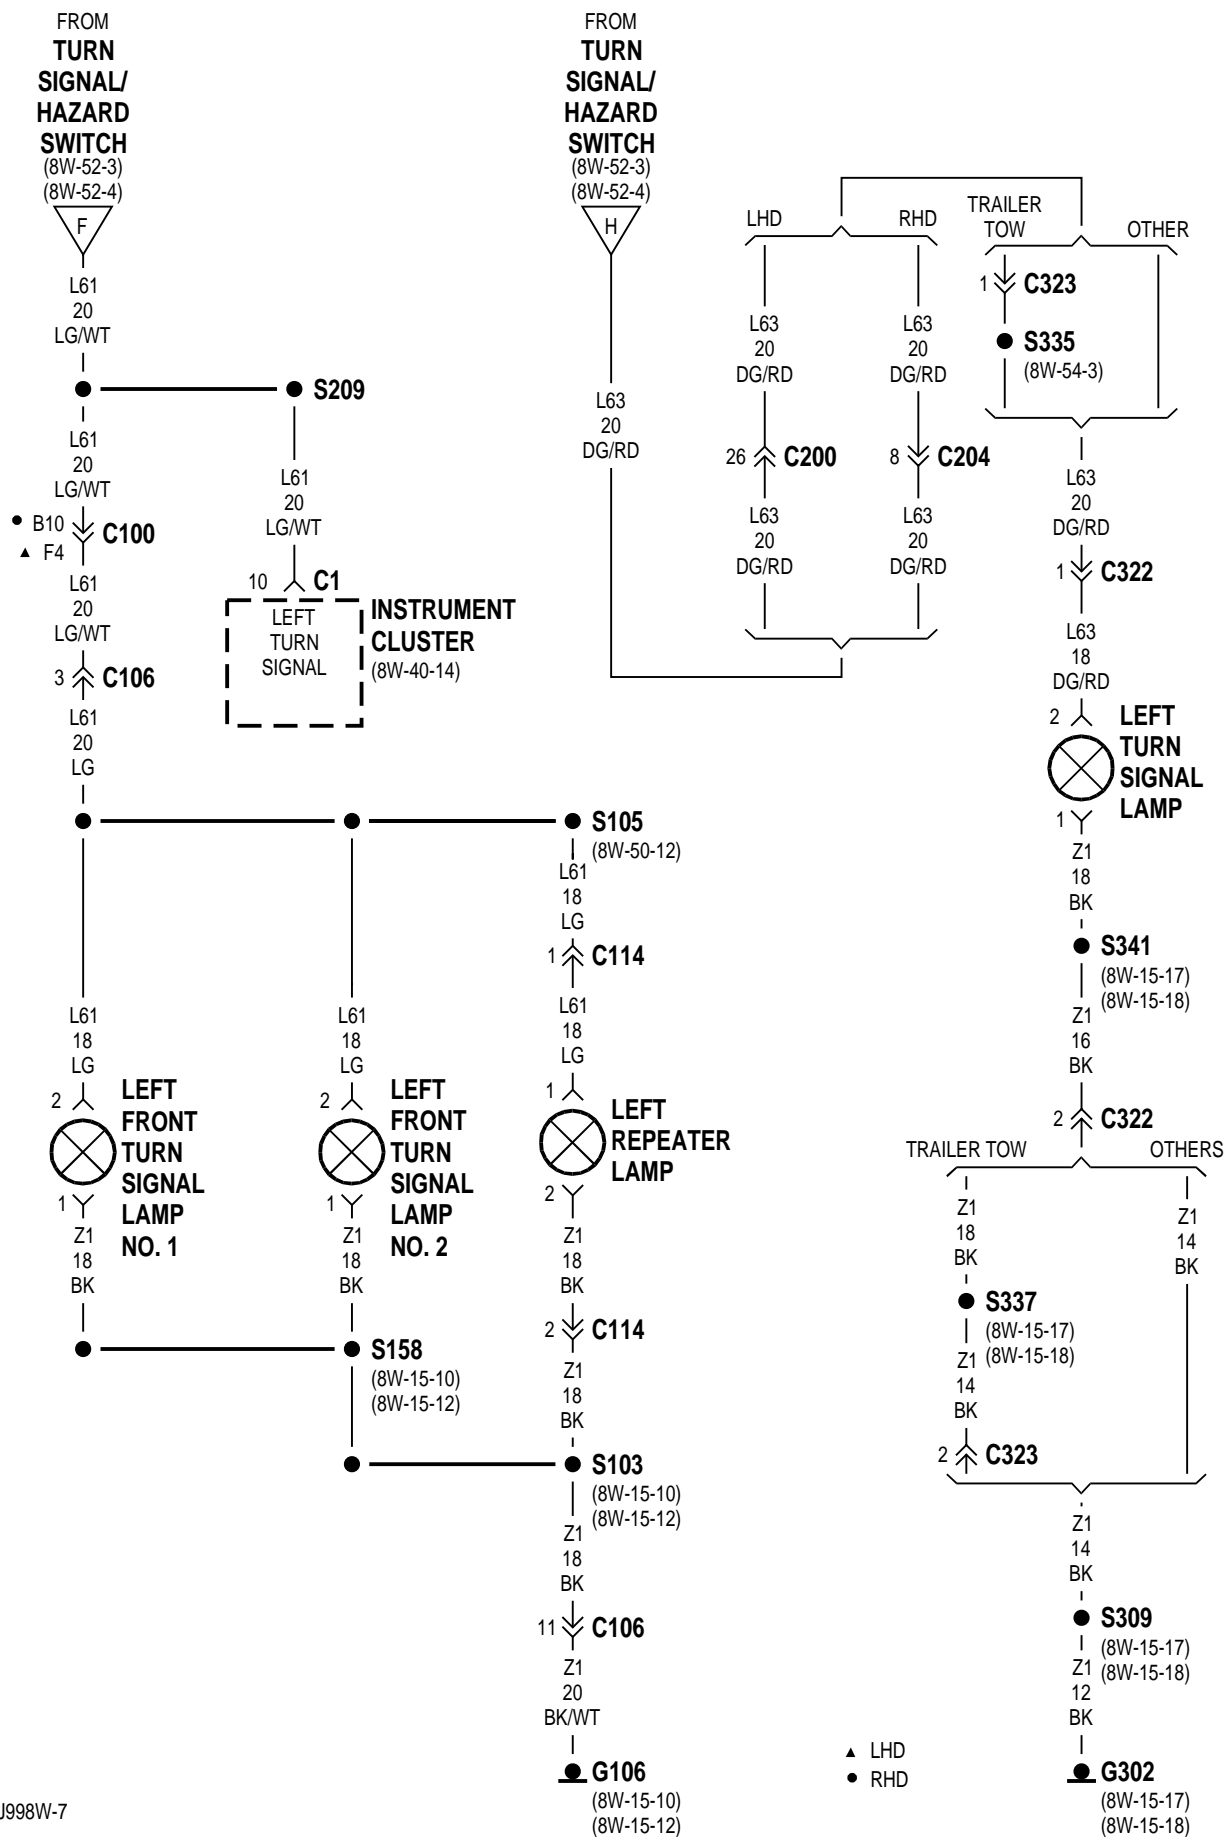 FROM
TURN
SIGNAL/
HAZARD
SWITCH
(8W-52-3)
(8W-52-4)
F
L61
20
LG/WT
S209
L61
20
LG/WT
● B10
▲ F4
C100
L61
20
LG/WT
3
C106
L61
20
LG
L61
20
LG/WT
10
C1
LEFT
TURN
SIGNAL
INSTRUMENT
CLUSTER
(8W-40-14)
S105
(8W-50-12)
L61
18
LG
2
LEFT
FRONT
TURN
SIGNAL
LAMP
NO. 1
1
Z1
18
BK
L61
18
LG
2
LEFT
FRONT
TURN
SIGNAL
LAMP
NO. 2
1
Z1
18
BK
S158
(8W-15-10)
(8W-15-12)
L61
18
LG
1
C114
L61
18
LG
1
LEFT
REPEATER
LAMP
2
Z1
18
BK
2
C114
Z1
18
BK
S103
(8W-15-10)
(8W-15-12)
Z1
18
BK
11
C106
Z1
20
BK/WT
G106
(8W-15-10)
(8W-15-12)
FROM
TURN
SIGNAL/
HAZARD
SWITCH
(8W-52-3)
(8W-52-4)
H
L63
20
DG/RD
LHD
RHD
L63
20
DG/RD
26
C200
L63
20
DG/RD
L63
20
DG/RD
8
C204
L63
20
DG/RD
TRAILER
TOW
OTHER
1
C323
S335
(8W-54-3)
L63
20
DG/RD
1
C322
L63
18
DG/RD
2
LEFT
TURN
SIGNAL
LAMP
1
Z1
18
BK
S341
(8W-15-17)
(8W-15-18)
Z1
16
BK
2
C322
TRAILER TOW
OTHERS
Z1
18
BK
S337
(8W-15-17)
(8W-15-18)
Z1
14
BK
2
C323
Z1
14
BK
Z1
14
BK
S309
(8W-15-17)
(8W-15-18)
Z1
12
BK
G302
(8W-15-17)
(8W-15-18)
▲ LHD
● RHD
J998W-7